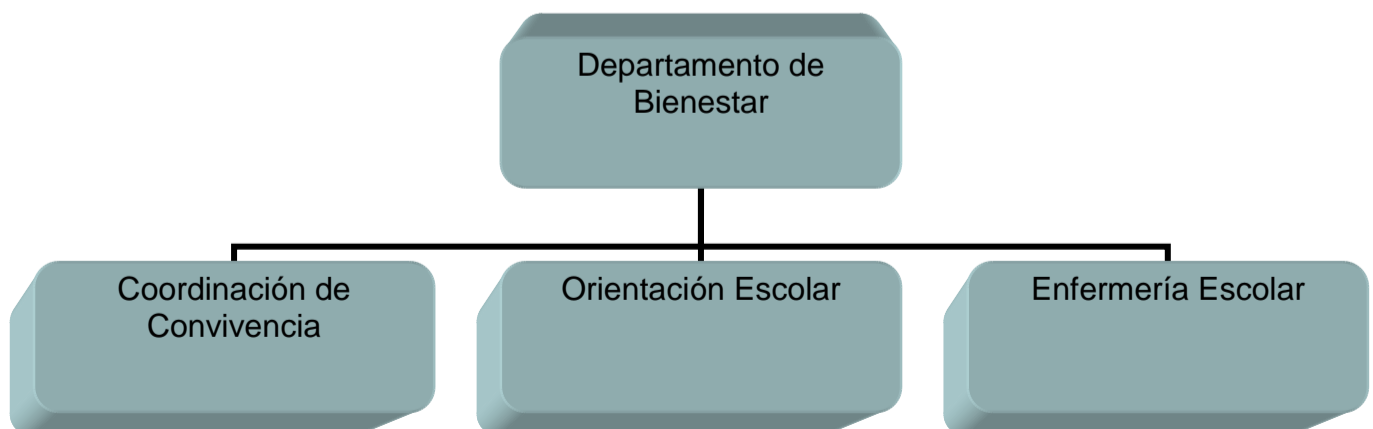 Departamento de
Bienestar
Coordinación de
Convivencia
Orientación Escolar
Enfermería Escolar